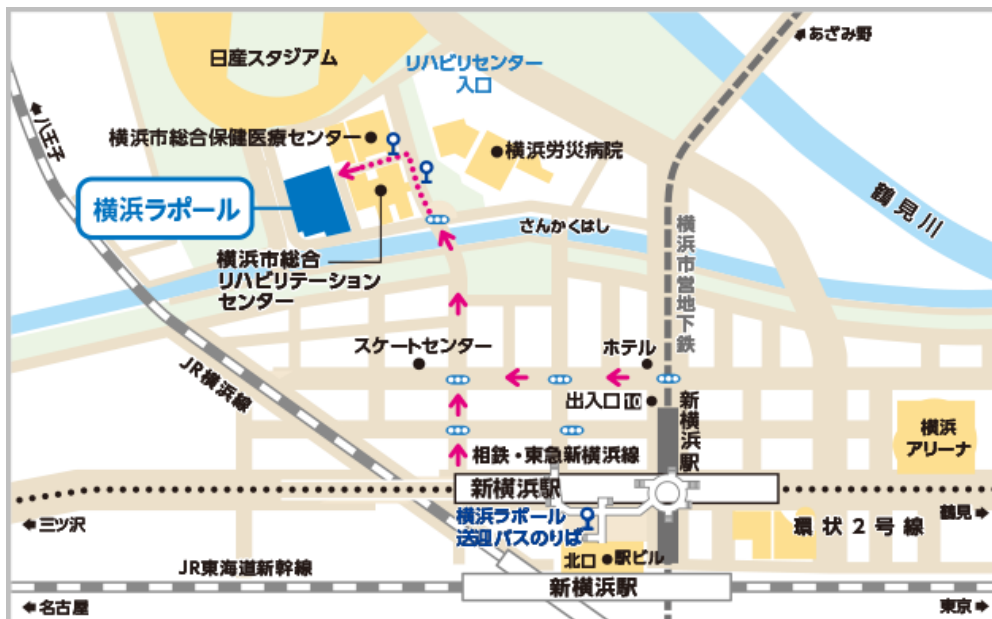 日産スタジアム
リハビリセンター
入口
あざみ野
八王子
横浜市総合保健医療センター
横浜労災病院
横浜ラポール
鶴見川
さんかくはし
横浜市総合
リハビリテーション
センター
横浜市営地下鉄
スケートセンター
ホテル
JR横浜線
出入口10
新横浜駅
横浜
アリーナ
相鉄・東急新横浜線
新横浜駅
三ツ沢
横浜ラポール
送迎バスのりば
環状2号線
鶴見
北口
駅ビル
JR東海道新幹線
新横浜駅
名古屋
東京